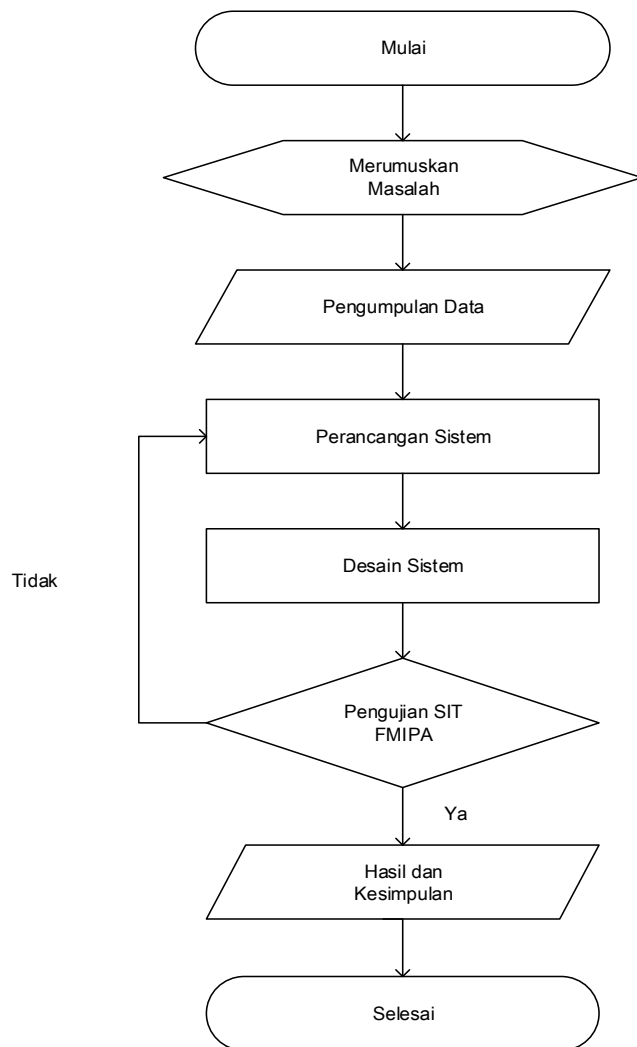 Mulai
Merumuskan
Masalah
Pengumpulan Data
Perancangan Sistem
Desain Sistem
Tidak
Pengujian SIT
FMIPA
Ya
Hasil dan
Kesimpulan
Selesai